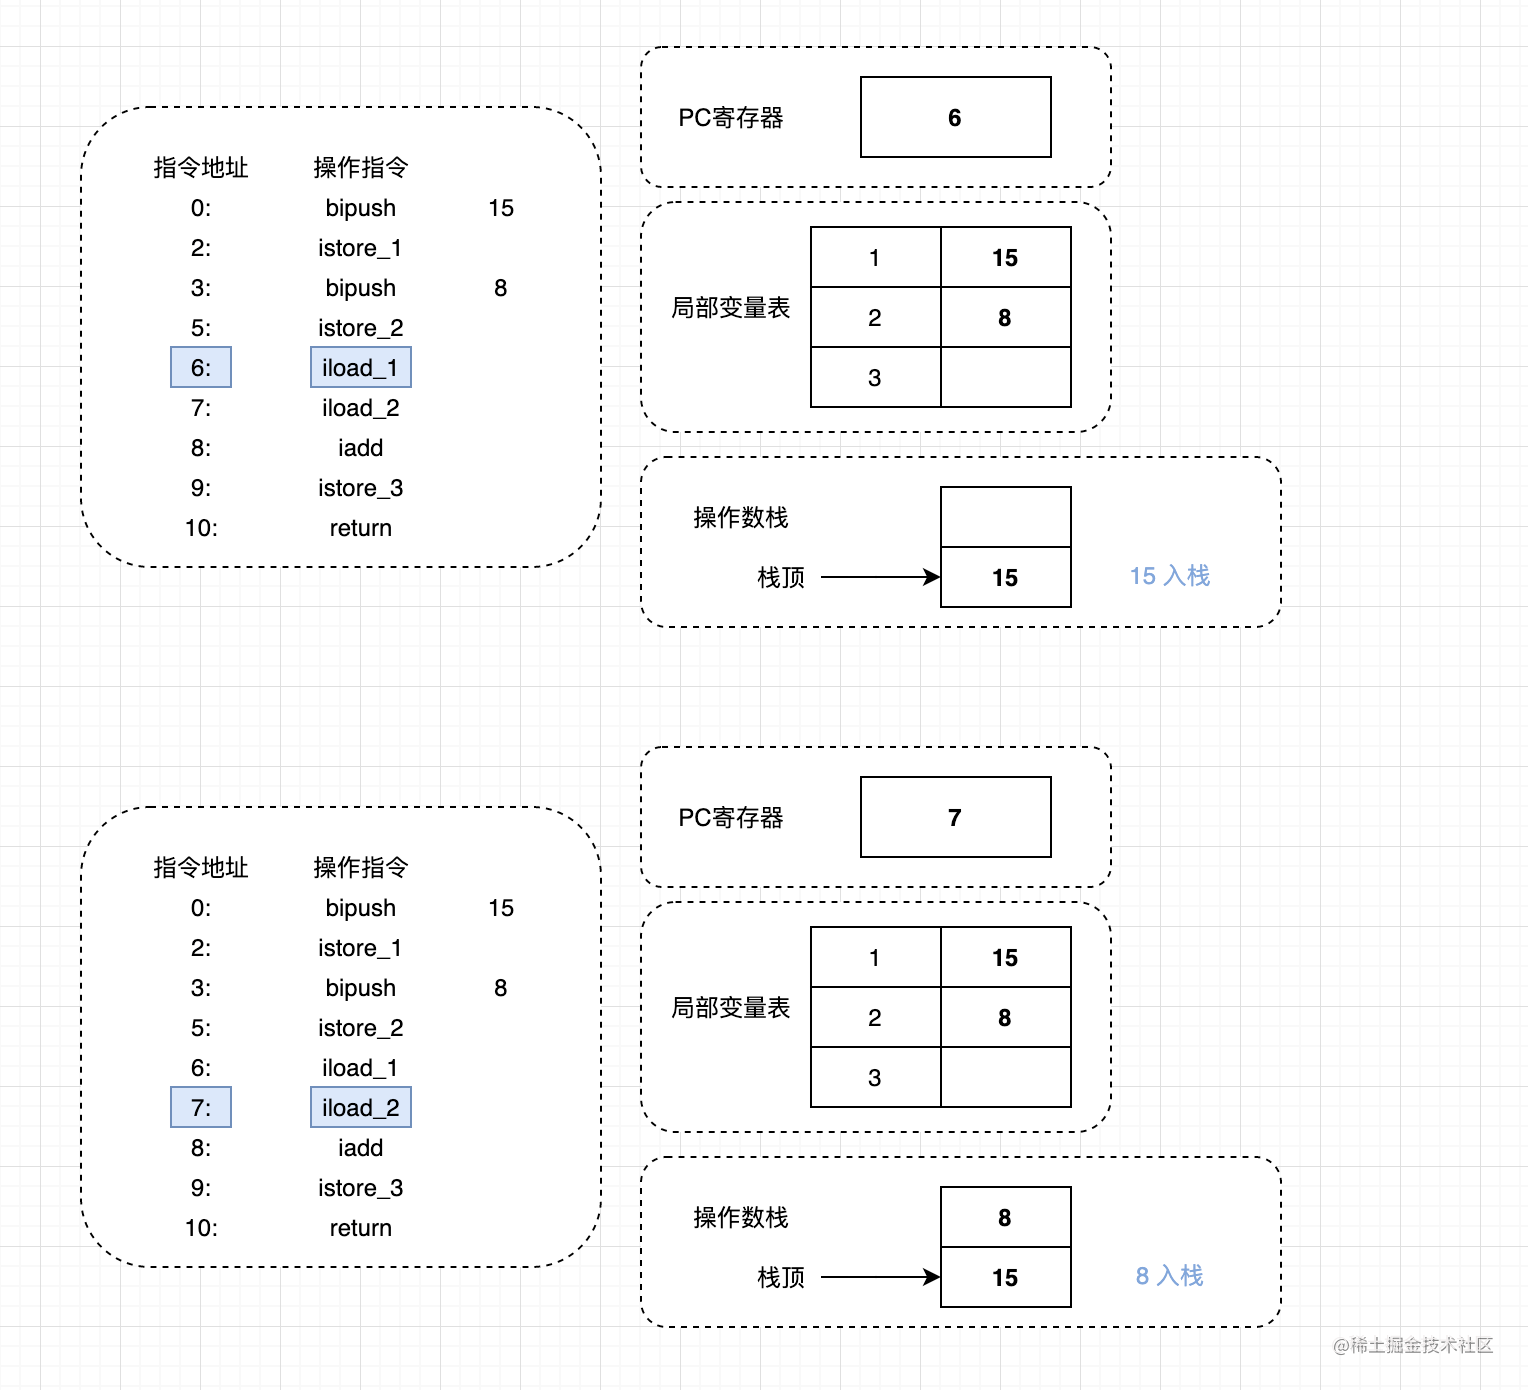 指令地址 操作指令
0: bipush 15
2: istore_1
3: bipush 8
5: istore_2
6: iload_1
7: iload_2
8: iadd
9: istore_3
10: return
PC寄存器 6
局部变量表
1 15
2 8
3
操作数栈
栈顶 15 15 入栈
指令地址 操作指令
0: bipush 15
2: istore_1
3: bipush 8
5: istore_2
6: iload_1
7: iload_2
8: iadd
9: istore_3
10: return
PC寄存器 7
局部变量表
1 15
2 8
3
操作数栈 8
栈顶 15 8 入栈
@稀土掘金技术社区